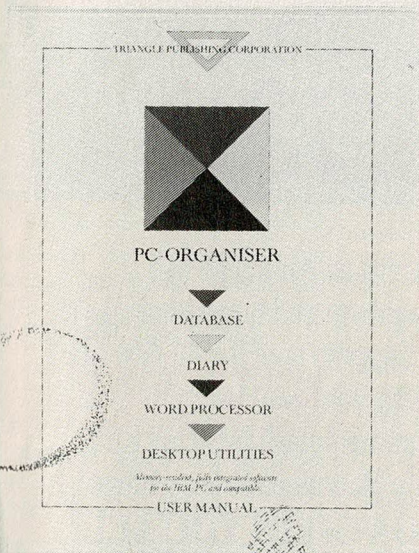 TRIANGLE PUBLISHING CORPORATION
PC-ORGANISER
DATABASE
DIARY
WORD PROCESSOR
DESKTOP UTILITIES
Memory-resident, fully integrated software
for the IBM PC and compatibles
USER MANUAL